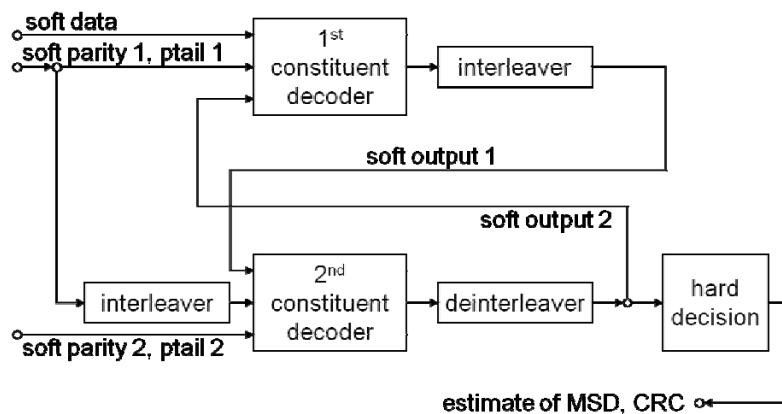 soft data
soft parity 1, ptail 1
1st
constituent
decoder
interleaver
soft output 1
soft output 2
interleaver
2nd
constituent
decoder
deinterleaver
hard
decision
soft parity 2, ptail 2
estimate of MSD, CRC